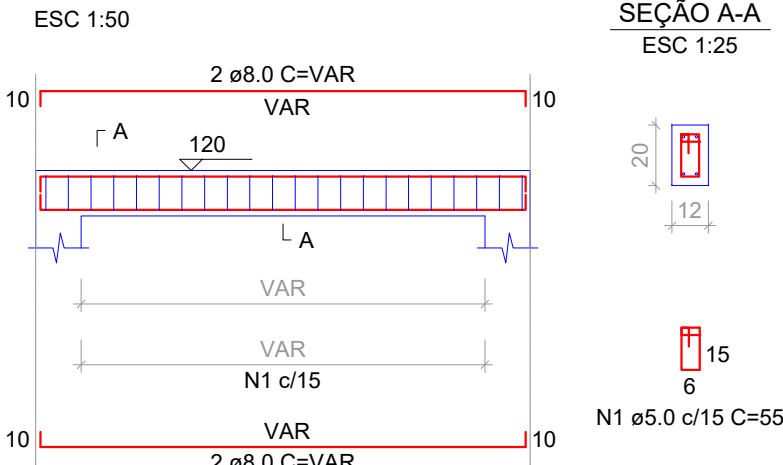 ESC 1:50
SEÇÃO A-A
ESC 1:25
2 ø8.0 C=VAR
10
VAR
10
A
120
20
12
A
VAR
VAR
N1 c/15
15
6
N1 ø5.0 c/15 C=55
10
VAR
10
2 ø8.0 C=VAR